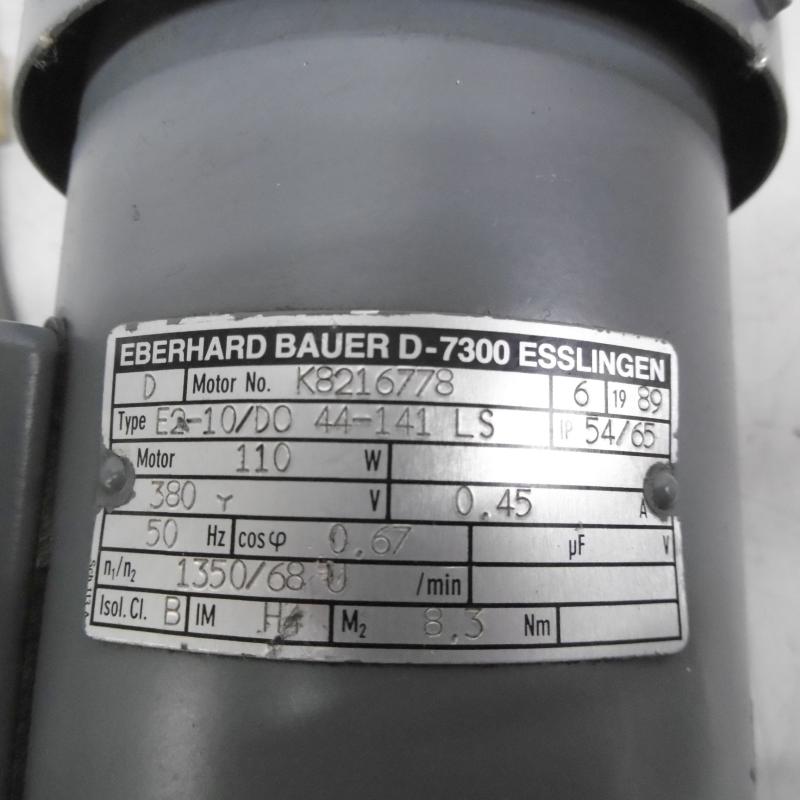 EBERHARD BAUER D-7300 ESSLINGEN
D Motor No. K8216778 6 19 89
Type E2-10/DO 44-141 LS IP 54/65
Motor 110 W
380 Y V 0.45 A
50 Hz cosφ 0,67 µF V
n₁/n₂ 1350/68 U /min
Isol. Cl. B IM M₂ 8,3 Nm